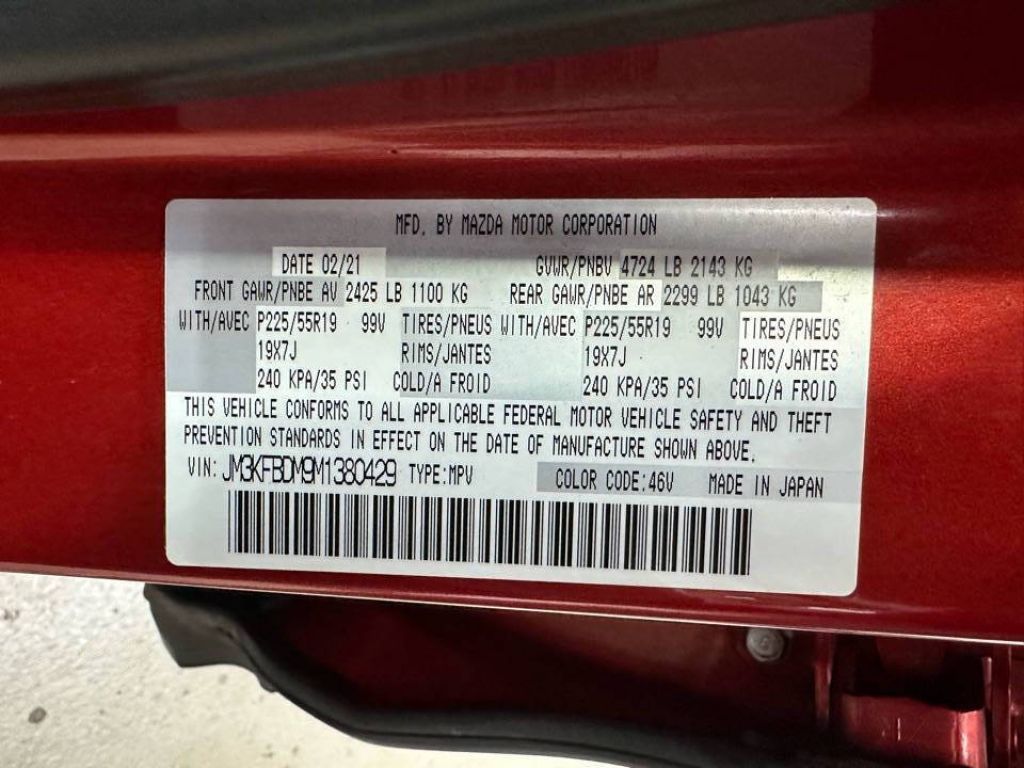 MFD. BY MAZDA MOTOR CORPORATION
DATE 02/21 GVWR/PNBV 4724 LB 2143 KG
FRONT GAWR/PNBE AV 2425 LB 1100 KG REAR GAWR/PNBE AR 2299 LB 1043 KG
WITH/AVEC P225/55R19 99V TIRES/PNEUS WITH/AVEC P225/55R19 99V TIRES/PNEUS
19X7J RIMS/JANTES 19X7J RIMS/JANTES
240 KPA/35 PSI COLD/A FROID 240 KPA/35 PSI COLD/A FROID
THIS VEHICLE CONFORMS TO ALL APPLICABLE FEDERAL MOTOR VEHICLE SAFETY AND THEFT
PREVENTION STANDARDS IN EFFECT ON THE DATE OF MANUFACTURE SHOWN ABOVE.
VIN: JM3KFBDM9M1380429 TYPE:MPV COLOR CODE:46V MADE IN JAPAN